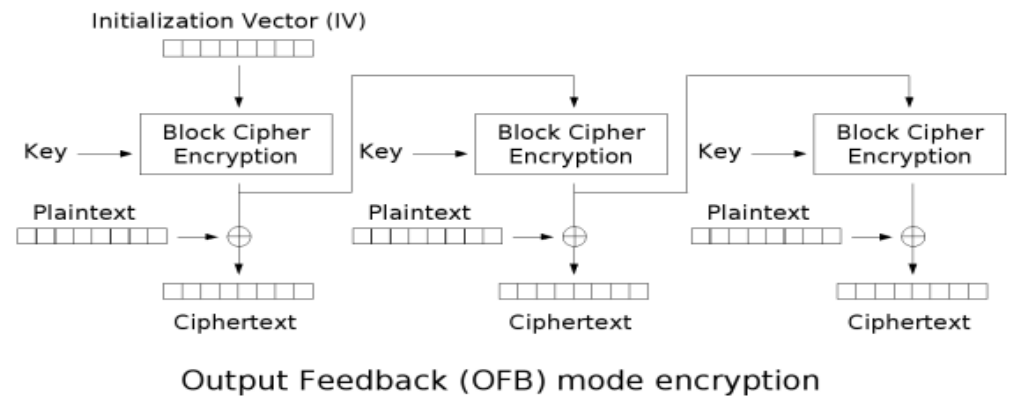 Initialization Vector (IV)
Key
Block Cipher
Encryption
Key
Block Cipher
Encryption
Key
Block Cipher
Encryption
Plaintext
Plaintext
Plaintext
Ciphertext
Ciphertext
Ciphertext
Output Feedback (OFB) mode encryption